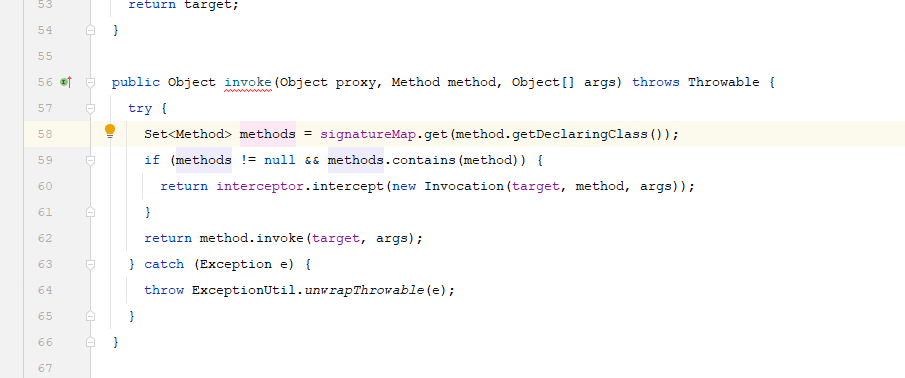 53 return target;
54 }
55
56 public Object invoke(Object proxy, Method method, Object[] args) throws Throwable {
57 try {
58 Set<Method> methods = signatureMap.get(method.getDeclaringClass());
59 if (methods != null && methods.contains(method)) {
60 return interceptor.intercept(new Invocation(target, method, args));
61 }
62 return method.invoke(target, args);
63 } catch (Exception e) {
64 throw ExceptionUtil.unwrapThrowable(e);
65 }
66 }
67